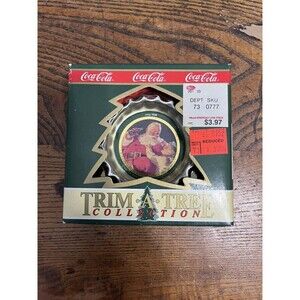 Coca-Cola Coca-Cola Coca-Cola
DEPT SKU
73 0777
$3.97
REDUCED
TRIM-A-TREE
COLLECTION